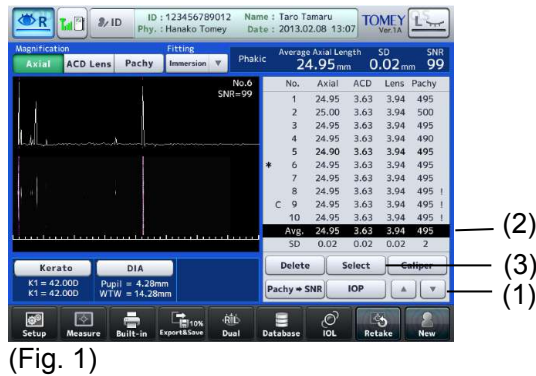 R ID ID : 123456789012 Name : Taro Tamaru TOMEY
Phy. : Hanako Tomey Date : 2013.02.08 13:07 Ver.1A
Magnification Fitting
Axial ACD Lens Pachy Immersion ▼ Phakic
Average Axial Length SD SNR
24.95 mm 0.02 mm 99
No.6
SNR=99
No. Axial ACD Lens Pachy
1 24.95 3.63 3.94 495
2 25.00 3.63 3.94 500
3 24.95 3.63 3.94 495
4 24.95 3.63 3.94 490
5 24.90 3.63 3.94 495
* 6 24.95 3.63 3.94 495
7 24.95 3.63 3.94 495
8 24.95 3.63 3.94 495 !
C 9 24.95 3.63 3.94 495 !
10 24.95 3.63 3.94 495 !
Avg. 24.95 3.63 3.94 495 (2)
SD 0.02 0.02 0.02 2
Kerato DIA
K1 = 42.00D Pupil = 4.28mm
K1 = 42.00D WTW = 14.28mm
Delete Select Caliper (3)
Pachy ➡ SNR IOP ▲ ▼ (1)
Setup Measure Built-in Export&Save 10% Dual Database IOL Retake New
(Fig. 1)